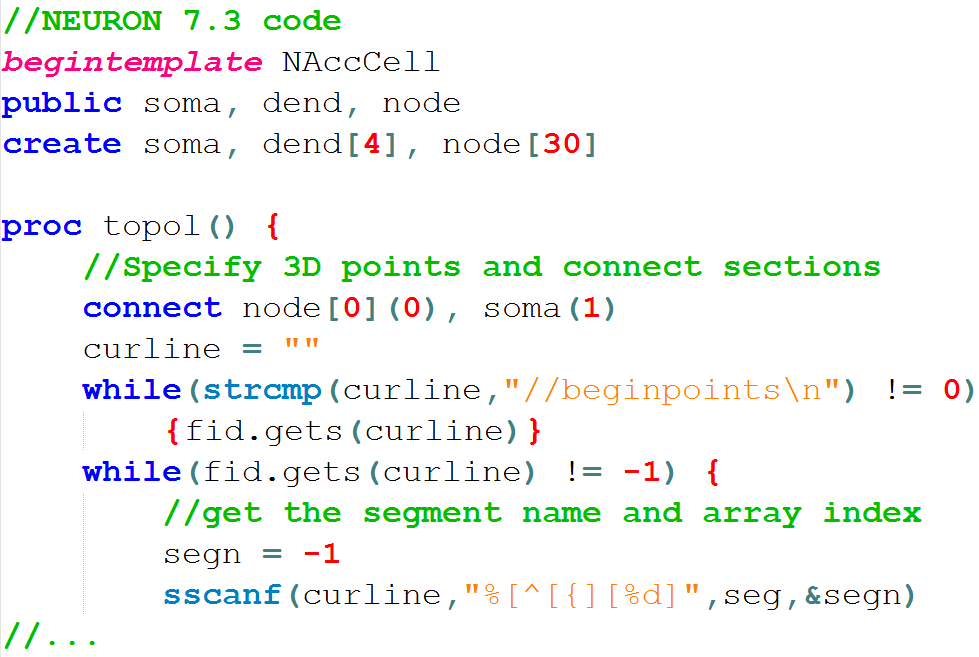 //NEURON 7.3 code
begintemplate NAccCell
public soma, dend, node
create soma, dend[4], node[30]
proc topol() {
//Specify 3D points and connect sections
connect node[0](0), soma(1)
curline = ""
while(strcmp(curline,"//beginpoints\n") != 0)
{fid.gets(curline)}
while(fid.gets(curline) != -1) {
//get the segment name and array index
segn = -1
sscanf(curline,"%[^[{][%d]",seg,&segn)
//...